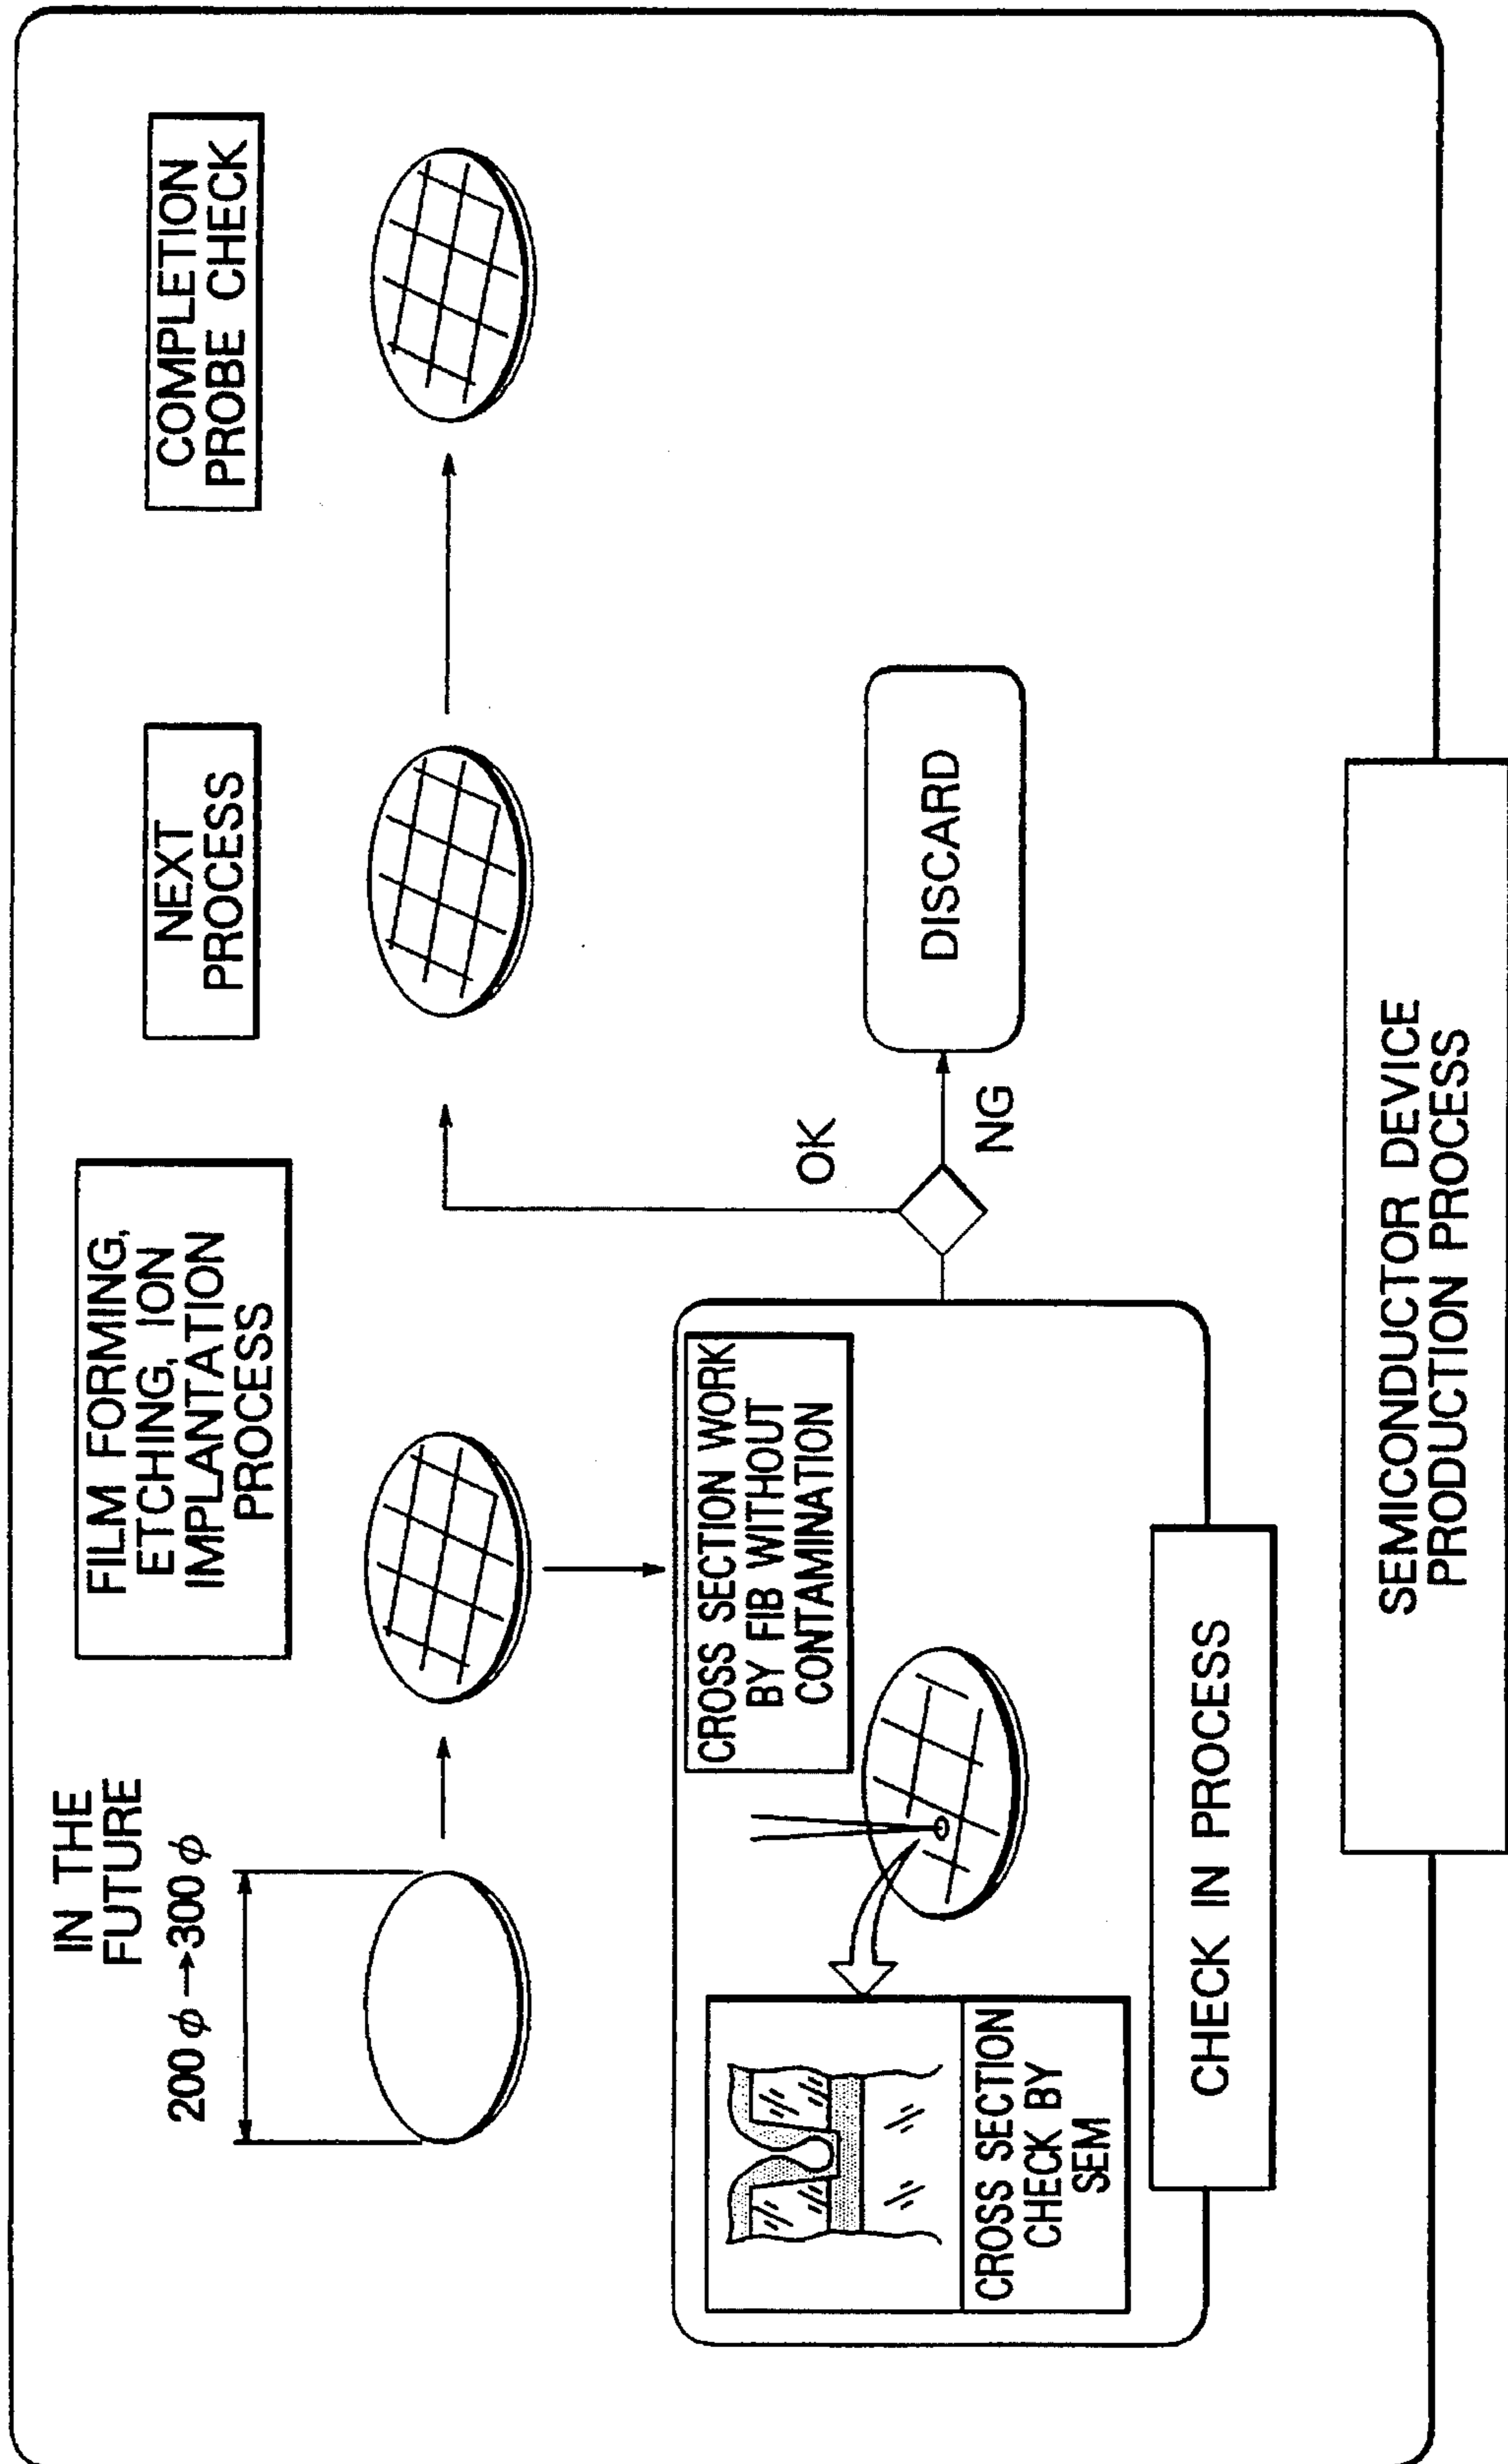 IN THE
FUTURE
200 φ→300 φ
FILM FORMING,
ETCHING, ION
IMPLANTATION
PROCESS
NEXT
PROCESS
COMPLETION
PROBE CHECK
CROSS SECTION WORK
BY FIB WITHOUT
CONTAMINATION
CROSS SECTION
CHECK BY
SEM
OK
NG
DISCARD
CHECK IN PROCESS
SEMICONDUCTOR DEVICE
PRODUCTION PROCESS